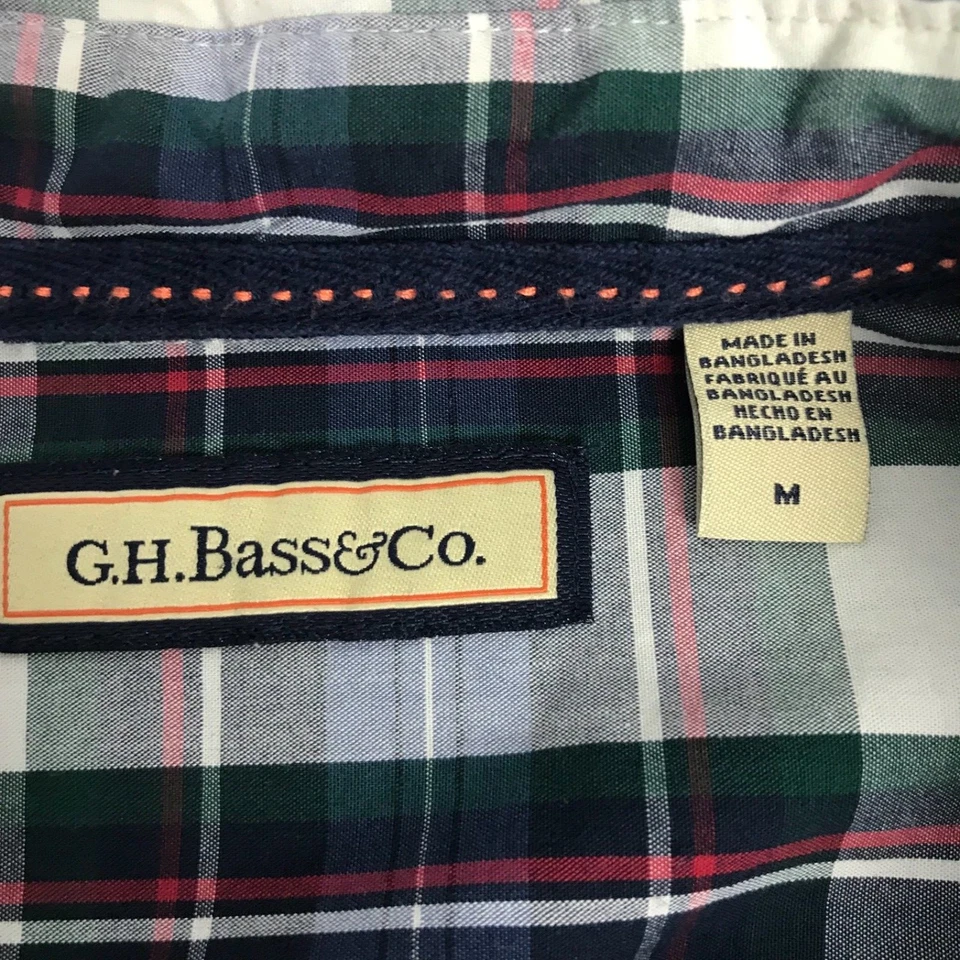 MADE IN
BANGLADESH
FABRIQUÉ AU
BANGLADESH
HECHO EN
BANGLADESH
M
G.H.Bass&Co.